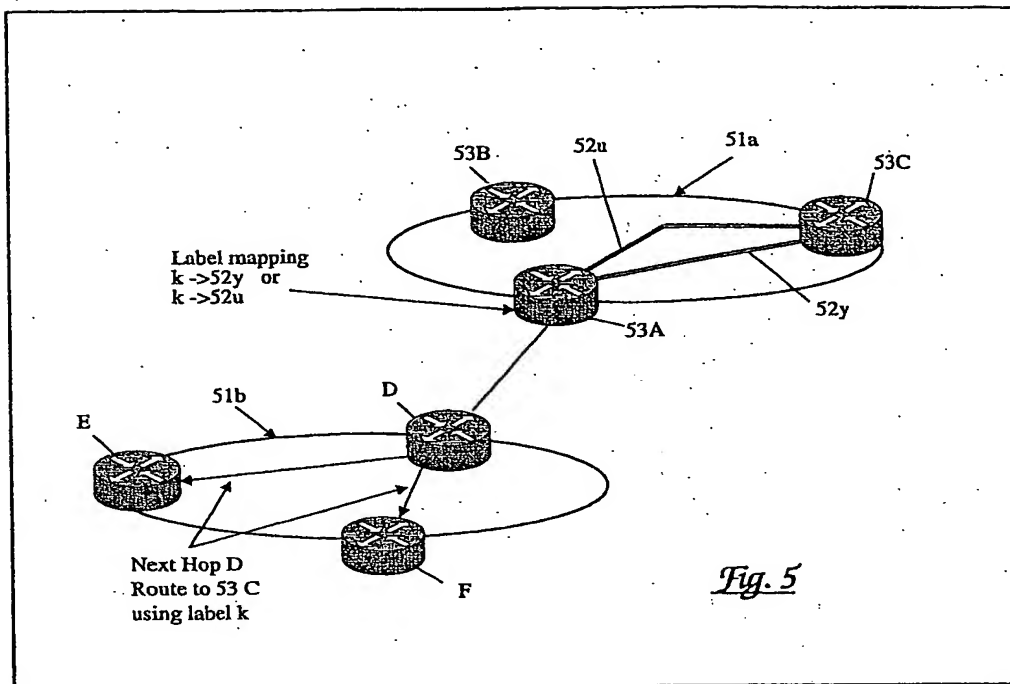 53B
52u
51a
53C
Label mapping
k ->52y or
k ->52u
52y
53A
D
51b
E
Next Hop D
Route to 53 C
using label k
F
Fig. 5